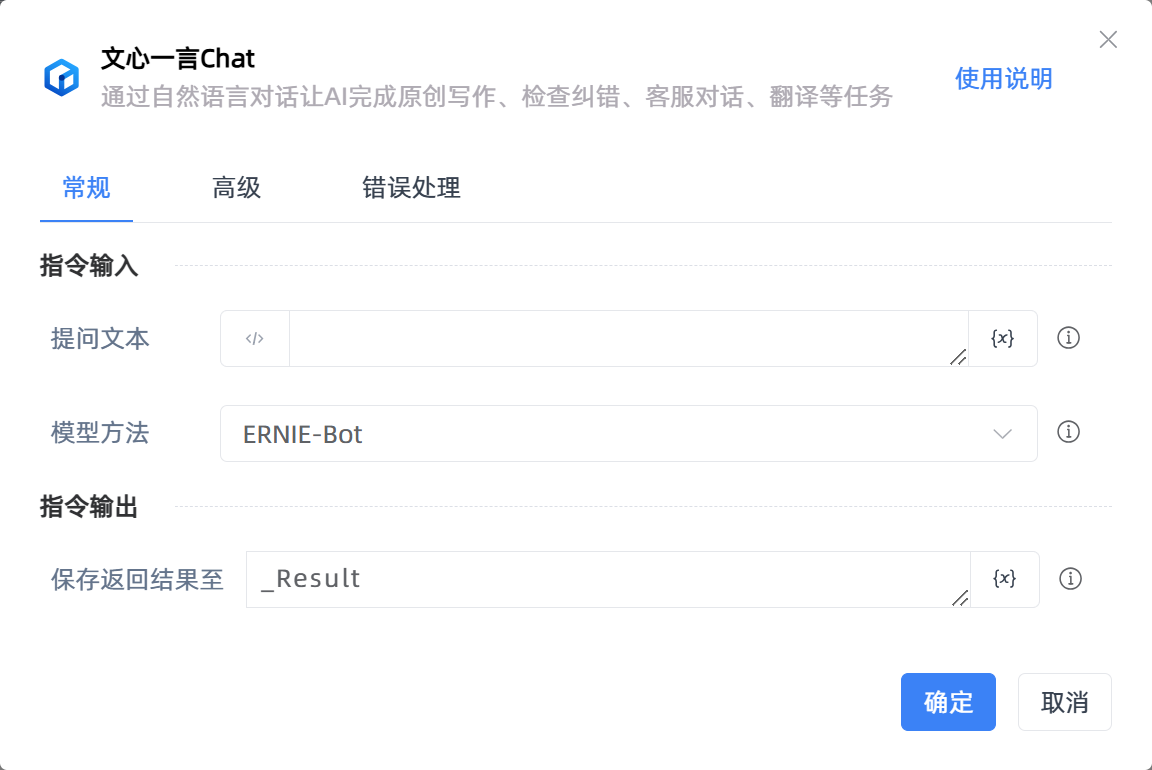 文心一言Chat
通过自然语言对话让AI完成原创写作、检查纠错、客服对话、翻译等任务
使用说明
常规 高级 错误处理
指令输入
提问文本 </> {x}
模型方法 ERNIE-Bot
指令输出
保存返回结果至 _Result {x}
确定 取消